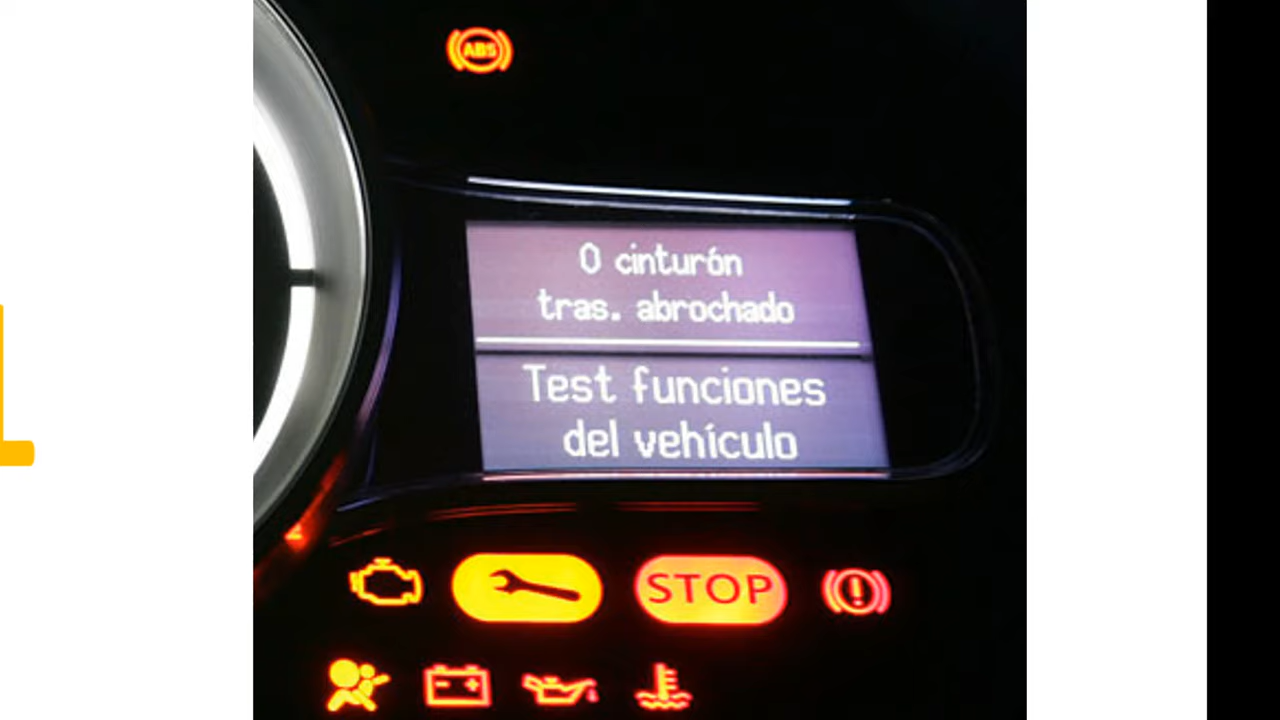 ABS
0 cinturón
tras. abrochado
Test funciones
del vehículo
STOP